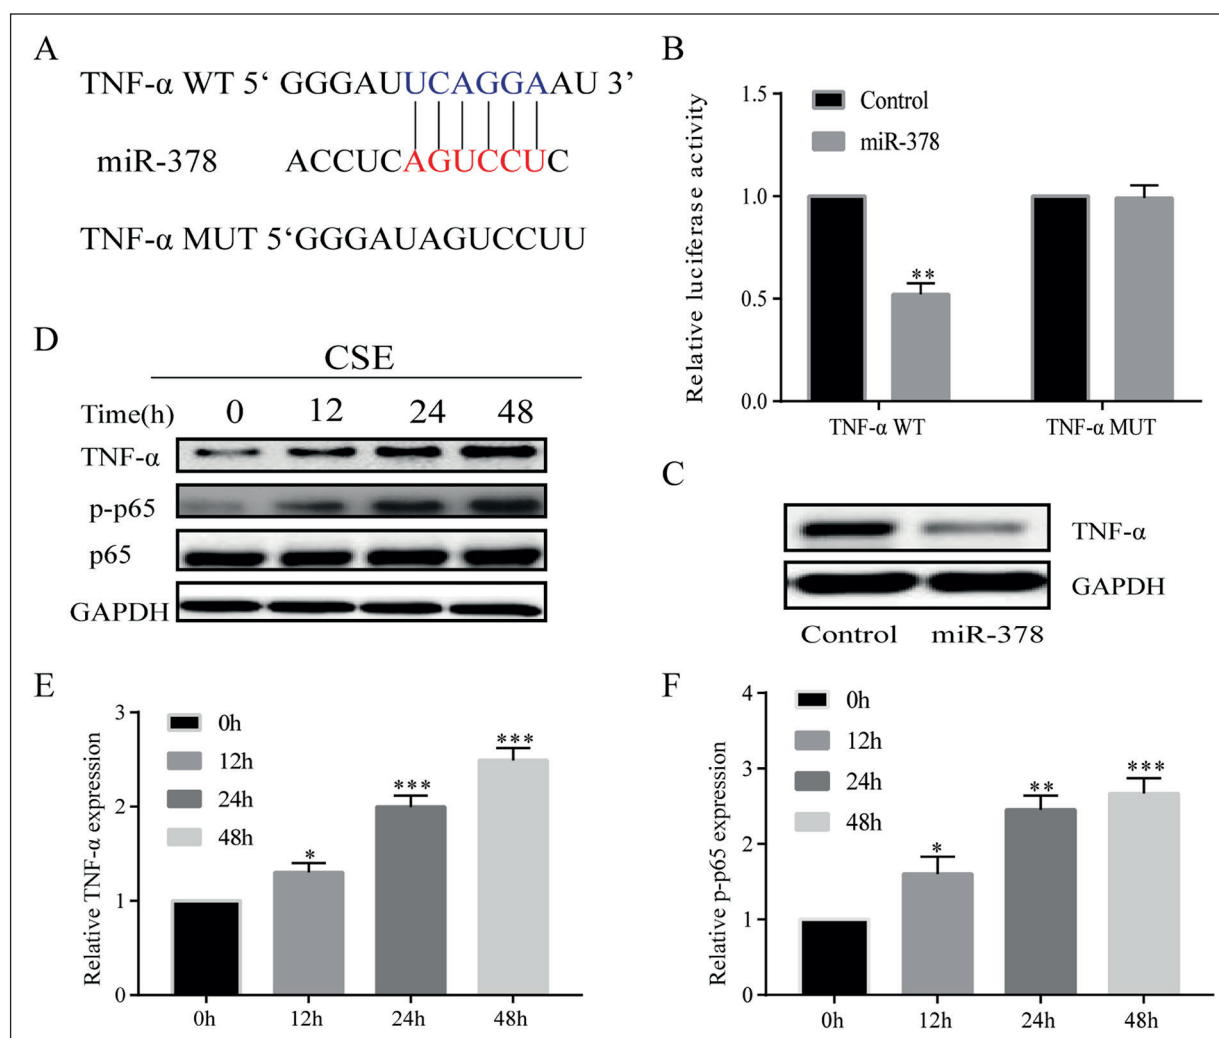 A
TNF-α WT 5‘ GGGAUUCAGGAAU 3’
miR-378 ACCUCAGUCCUC
TNF-α MUT 5‘GGGAUAGUCCUU
B
Relative luciferase activity
1.5
1.0
0.5
0.0
Control
miR-378
**
TNF-α WT
TNF-α MUT
D
CSE
Time(h) 0 12 24 48
TNF-α
p-p65
p65
GAPDH
C
TNF-α
GAPDH
Control miR-378
E
Relative TNF-α expression
3
2
1
0
0h
12h
24h
48h
*
***
***
0h 12h 24h 48h
F
Relative p-p65 expression
4
3
2
1
0
0h
12h
24h
48h
*
**
***
0h 12h 24h 48h